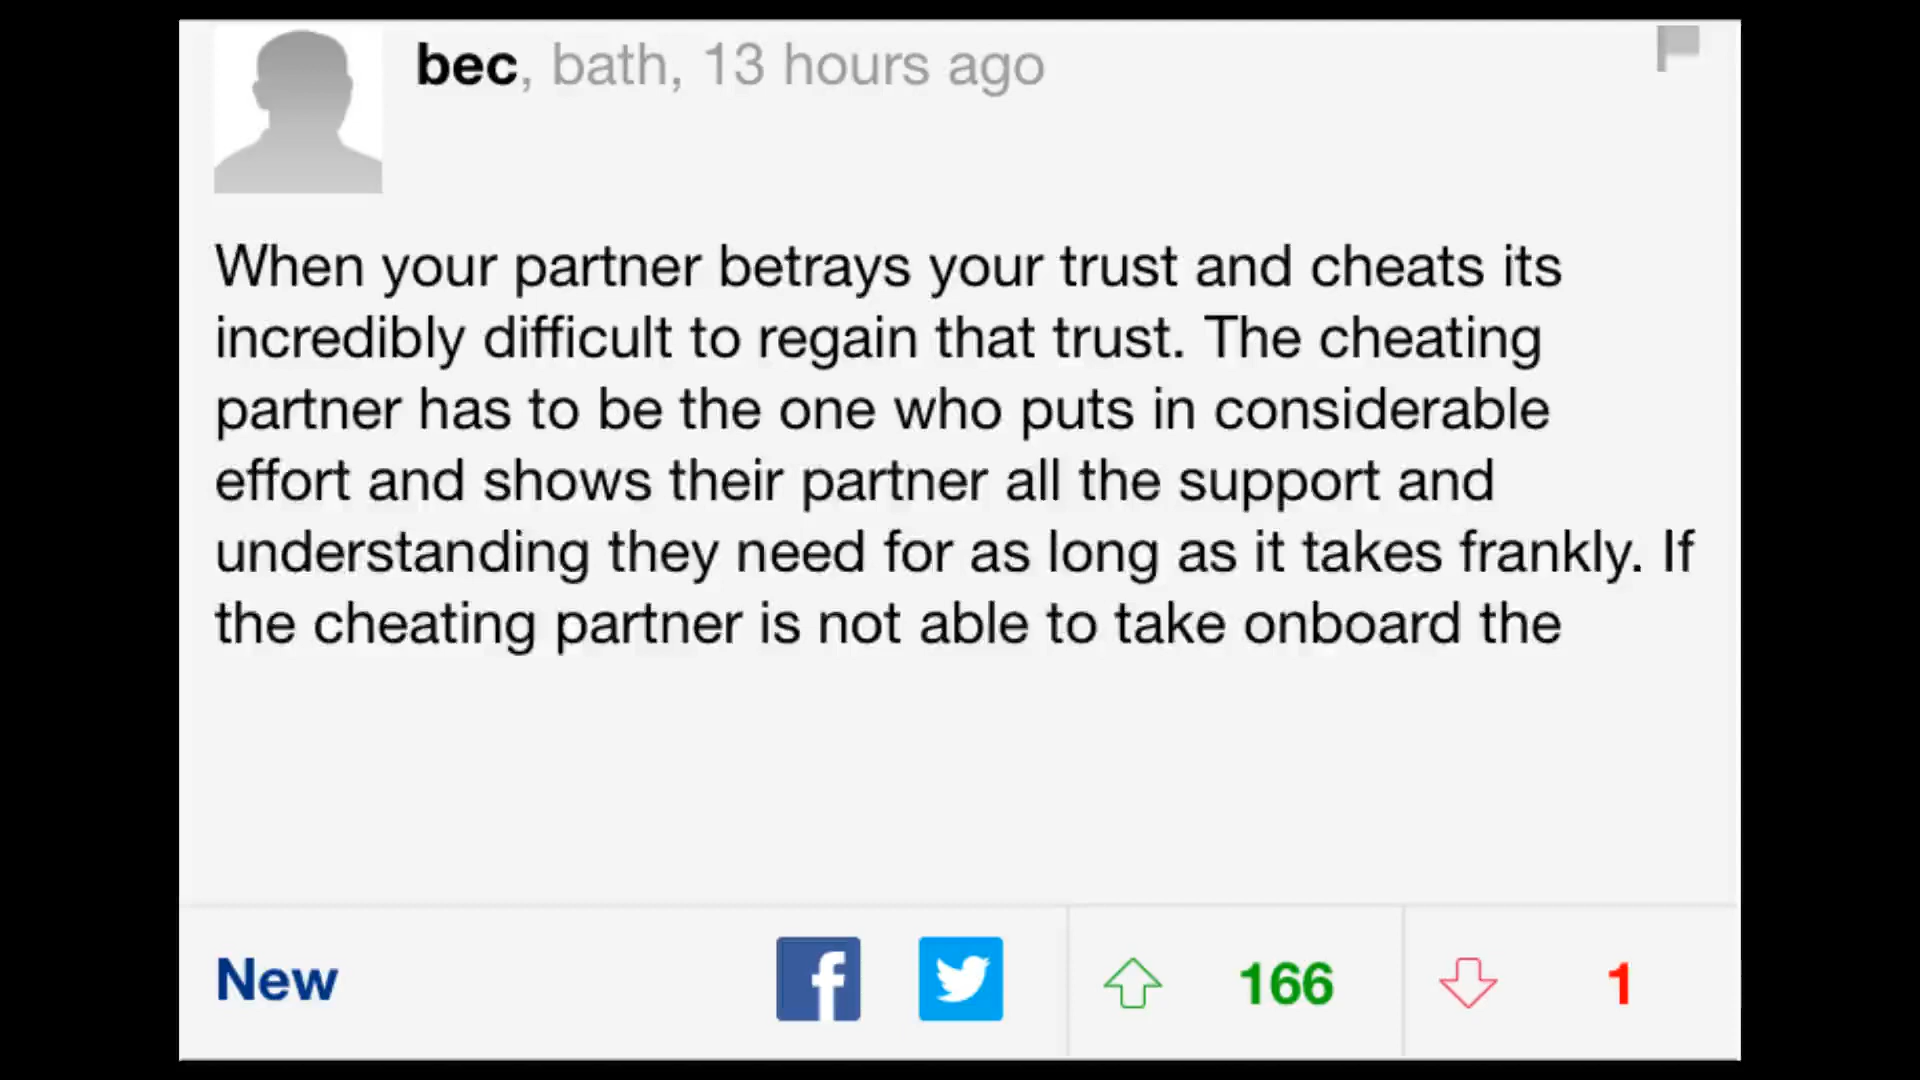 bec, bath, 13 hours ago
When your partner betrays your trust and cheats its
incredibly difficult to regain that trust. The cheating
partner has to be the one who puts in considerable
effort and shows their partner all the support and
understanding they need for as long as it takes frankly. If
the cheating partner is not able to take onboard the
New 166 1